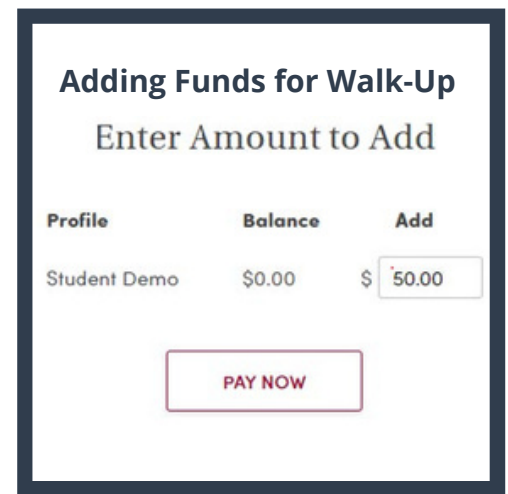 Adding Funds for Walk-Up
Enter Amount to Add
Profile Balance Add
Student Demo $0.00 $ 50.00
PAY NOW